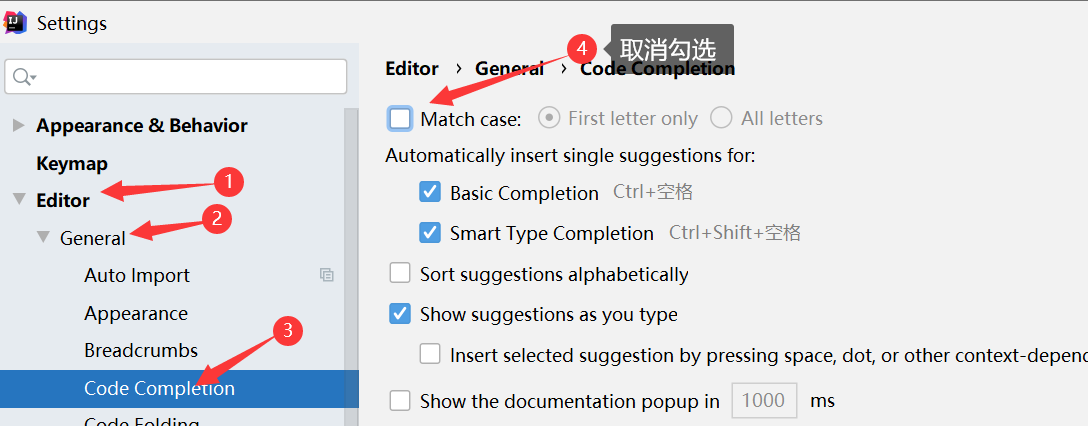 Settings
Appearance & Behavior
Keymap
Editor
1
General
2
Auto Import
Appearance
Breadcrumbs
3
Code Completion
Code Folding
4
取消勾选
Editor › General › Code Completion
Match case: First letter only All letters
Automatically insert single suggestions for:
Basic Completion Ctrl+空格
Smart Type Completion Ctrl+Shift+空格
Sort suggestions alphabetically
Show suggestions as you type
Insert selected suggestion by pressing space, dot, or other context-depend
Show the documentation popup in 1000 ms